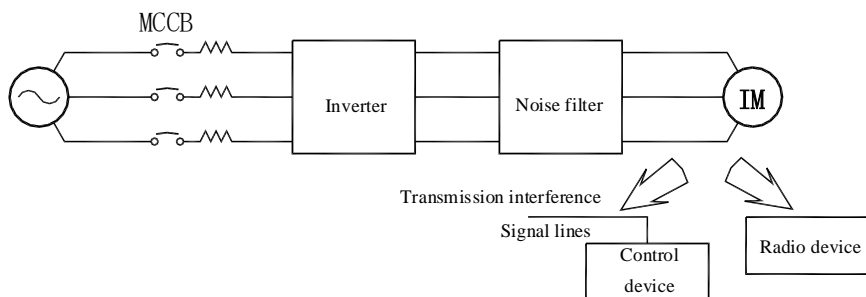 MCCB
Inverter
Noise filter
IM
Transmission interference
Signal lines
Control
device
Radio device